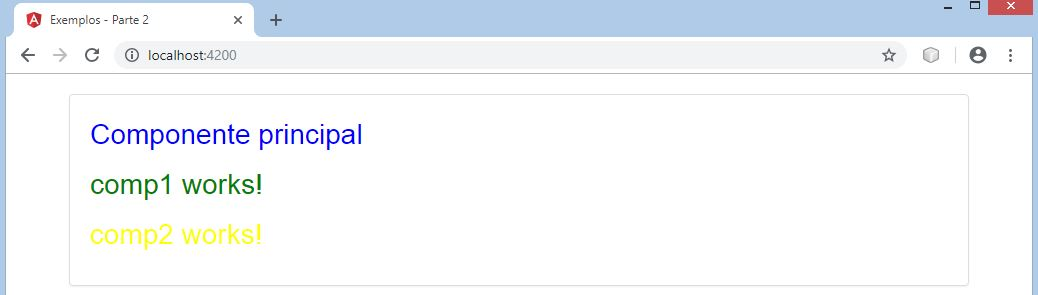 Exemplos - Parte 2
localhost:4200
Componente principal
comp1 works!
comp2 works!